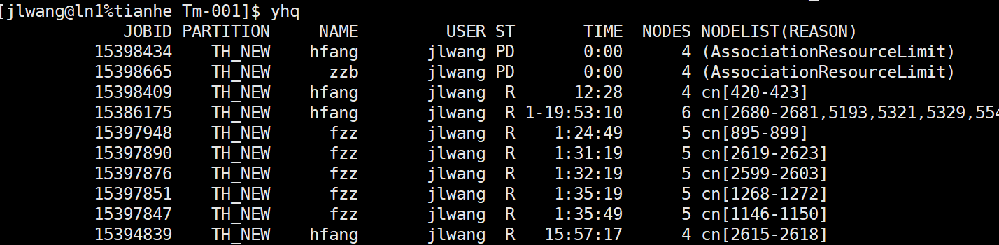 [jlwang@ln1%tianhe Tm-001]$ yhq
JOBID PARTITION NAME USER ST TIME NODES NODELIST(REASON)
15398434 TH_NEW hfang jlwang PD 0:00 4 (AssociationResourceLimit)
15398665 TH_NEW zzb jlwang PD 0:00 4 (AssociationResourceLimit)
15398409 TH_NEW hfang jlwang R 12:28 4 cn[420-423]
15386175 TH_NEW hfang jlwang R 1-19:53:10 6 cn[2680-2681,5193,5321,5329,554
15397948 TH_NEW fzz jlwang R 1:24:49 5 cn[895-899]
15397890 TH_NEW fzz jlwang R 1:31:19 5 cn[2619-2623]
15397876 TH_NEW fzz jlwang R 1:32:19 5 cn[2599-2603]
15397851 TH_NEW fzz jlwang R 1:35:19 5 cn[1268-1272]
15397847 TH_NEW fzz jlwang R 1:35:49 5 cn[1146-1150]
15394839 TH_NEW hfang jlwang R 15:57:17 4 cn[2615-2618]